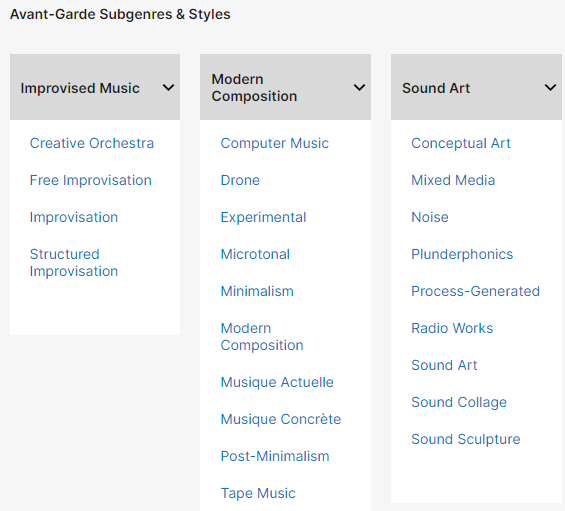 Avant-Garde Subgenres & Styles
Improvised Music
Creative Orchestra
Free Improvisation
Improvisation
Structured
Improvisation
Modern
Composition
Computer Music
Drone
Experimental
Microtonal
Minimalism
Modern
Composition
Musique Actuelle
Musique Concrète
Post-Minimalism
Tape Music
Sound Art
Conceptual Art
Mixed Media
Noise
Plunderphonics
Process-Generated
Radio Works
Sound Art
Sound Collage
Sound Sculpture